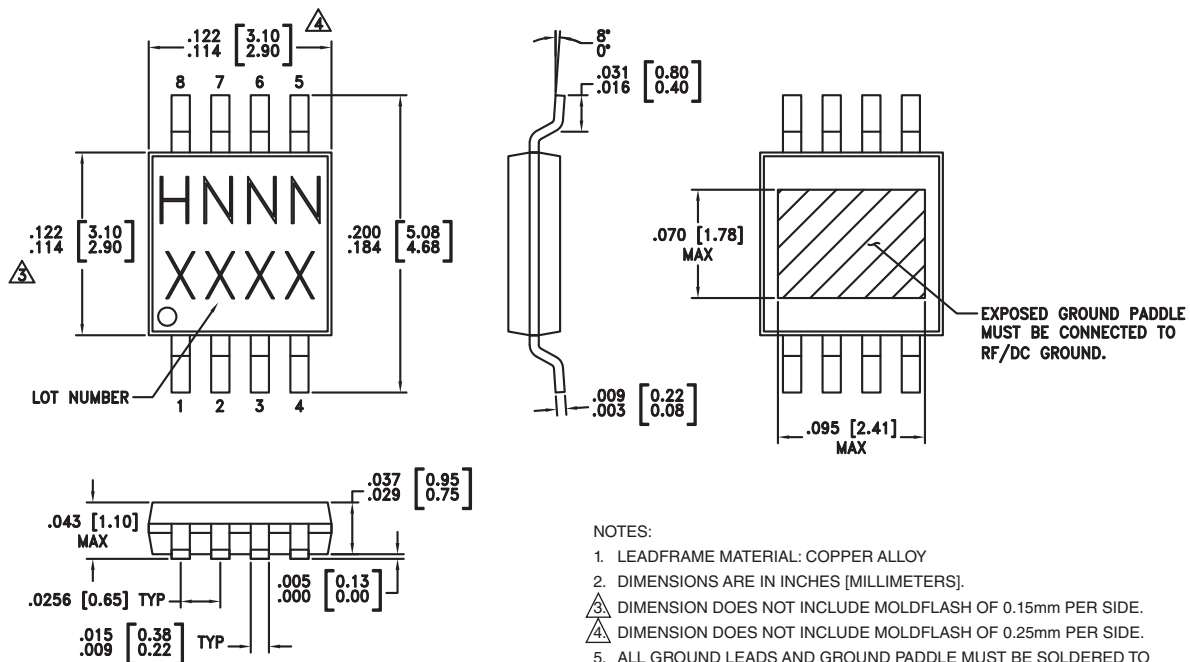 .122 [3.10]
.114 [2.90]
4
8 7 6 5
HNNN
XXXX
.122 [3.10]
.114 [2.90]
3
.200 [5.08]
.184 [4.68]
LOT NUMBER
1 2 3 4
8°
0°
.031 [0.80]
.016 [0.40]
.009 [0.22]
.003 [0.08]
.070 [1.78]
MAX
EXPOSED GROUND PADDLE
MUST BE CONNECTED TO
RF/DC GROUND.
.095 [2.41]
MAX
.037 [0.95]
.029 [0.75]
.043 [1.10]
MAX
.005 [0.13]
.000 [0.00]
.0256 [0.65] TYP
.015 [0.38]
.009 [0.22] TYP
NOTES:
1. LEADFRAME MATERIAL: COPPER ALLOY
2. DIMENSIONS ARE IN INCHES [MILLIMETERS].
3. DIMENSION DOES NOT INCLUDE MOLDFLASH OF 0.15mm PER SIDE.
4. DIMENSION DOES NOT INCLUDE MOLDFLASH OF 0.25mm PER SIDE.
5. ALL GROUND LEADS AND GROUND PADDLE MUST BE SOLDERED TO